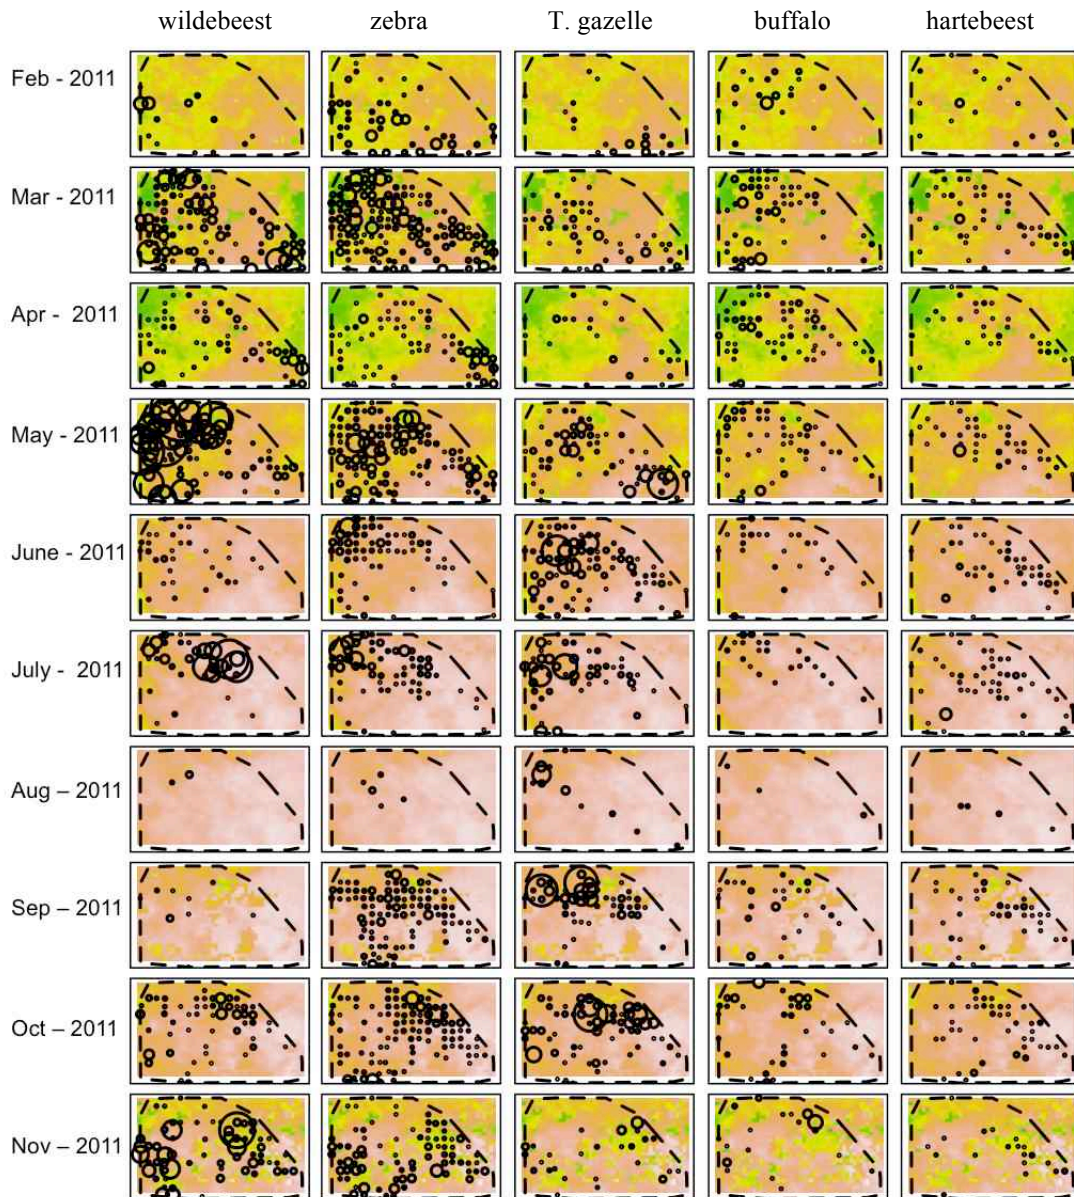 wildebeest zebra T. gazelle buffalo hartebeest
Feb - 2011
Mar - 2011
Apr - 2011
May - 2011
June - 2011
July - 2011
Aug – 2011
Sep – 2011
Oct – 2011
Nov – 2011